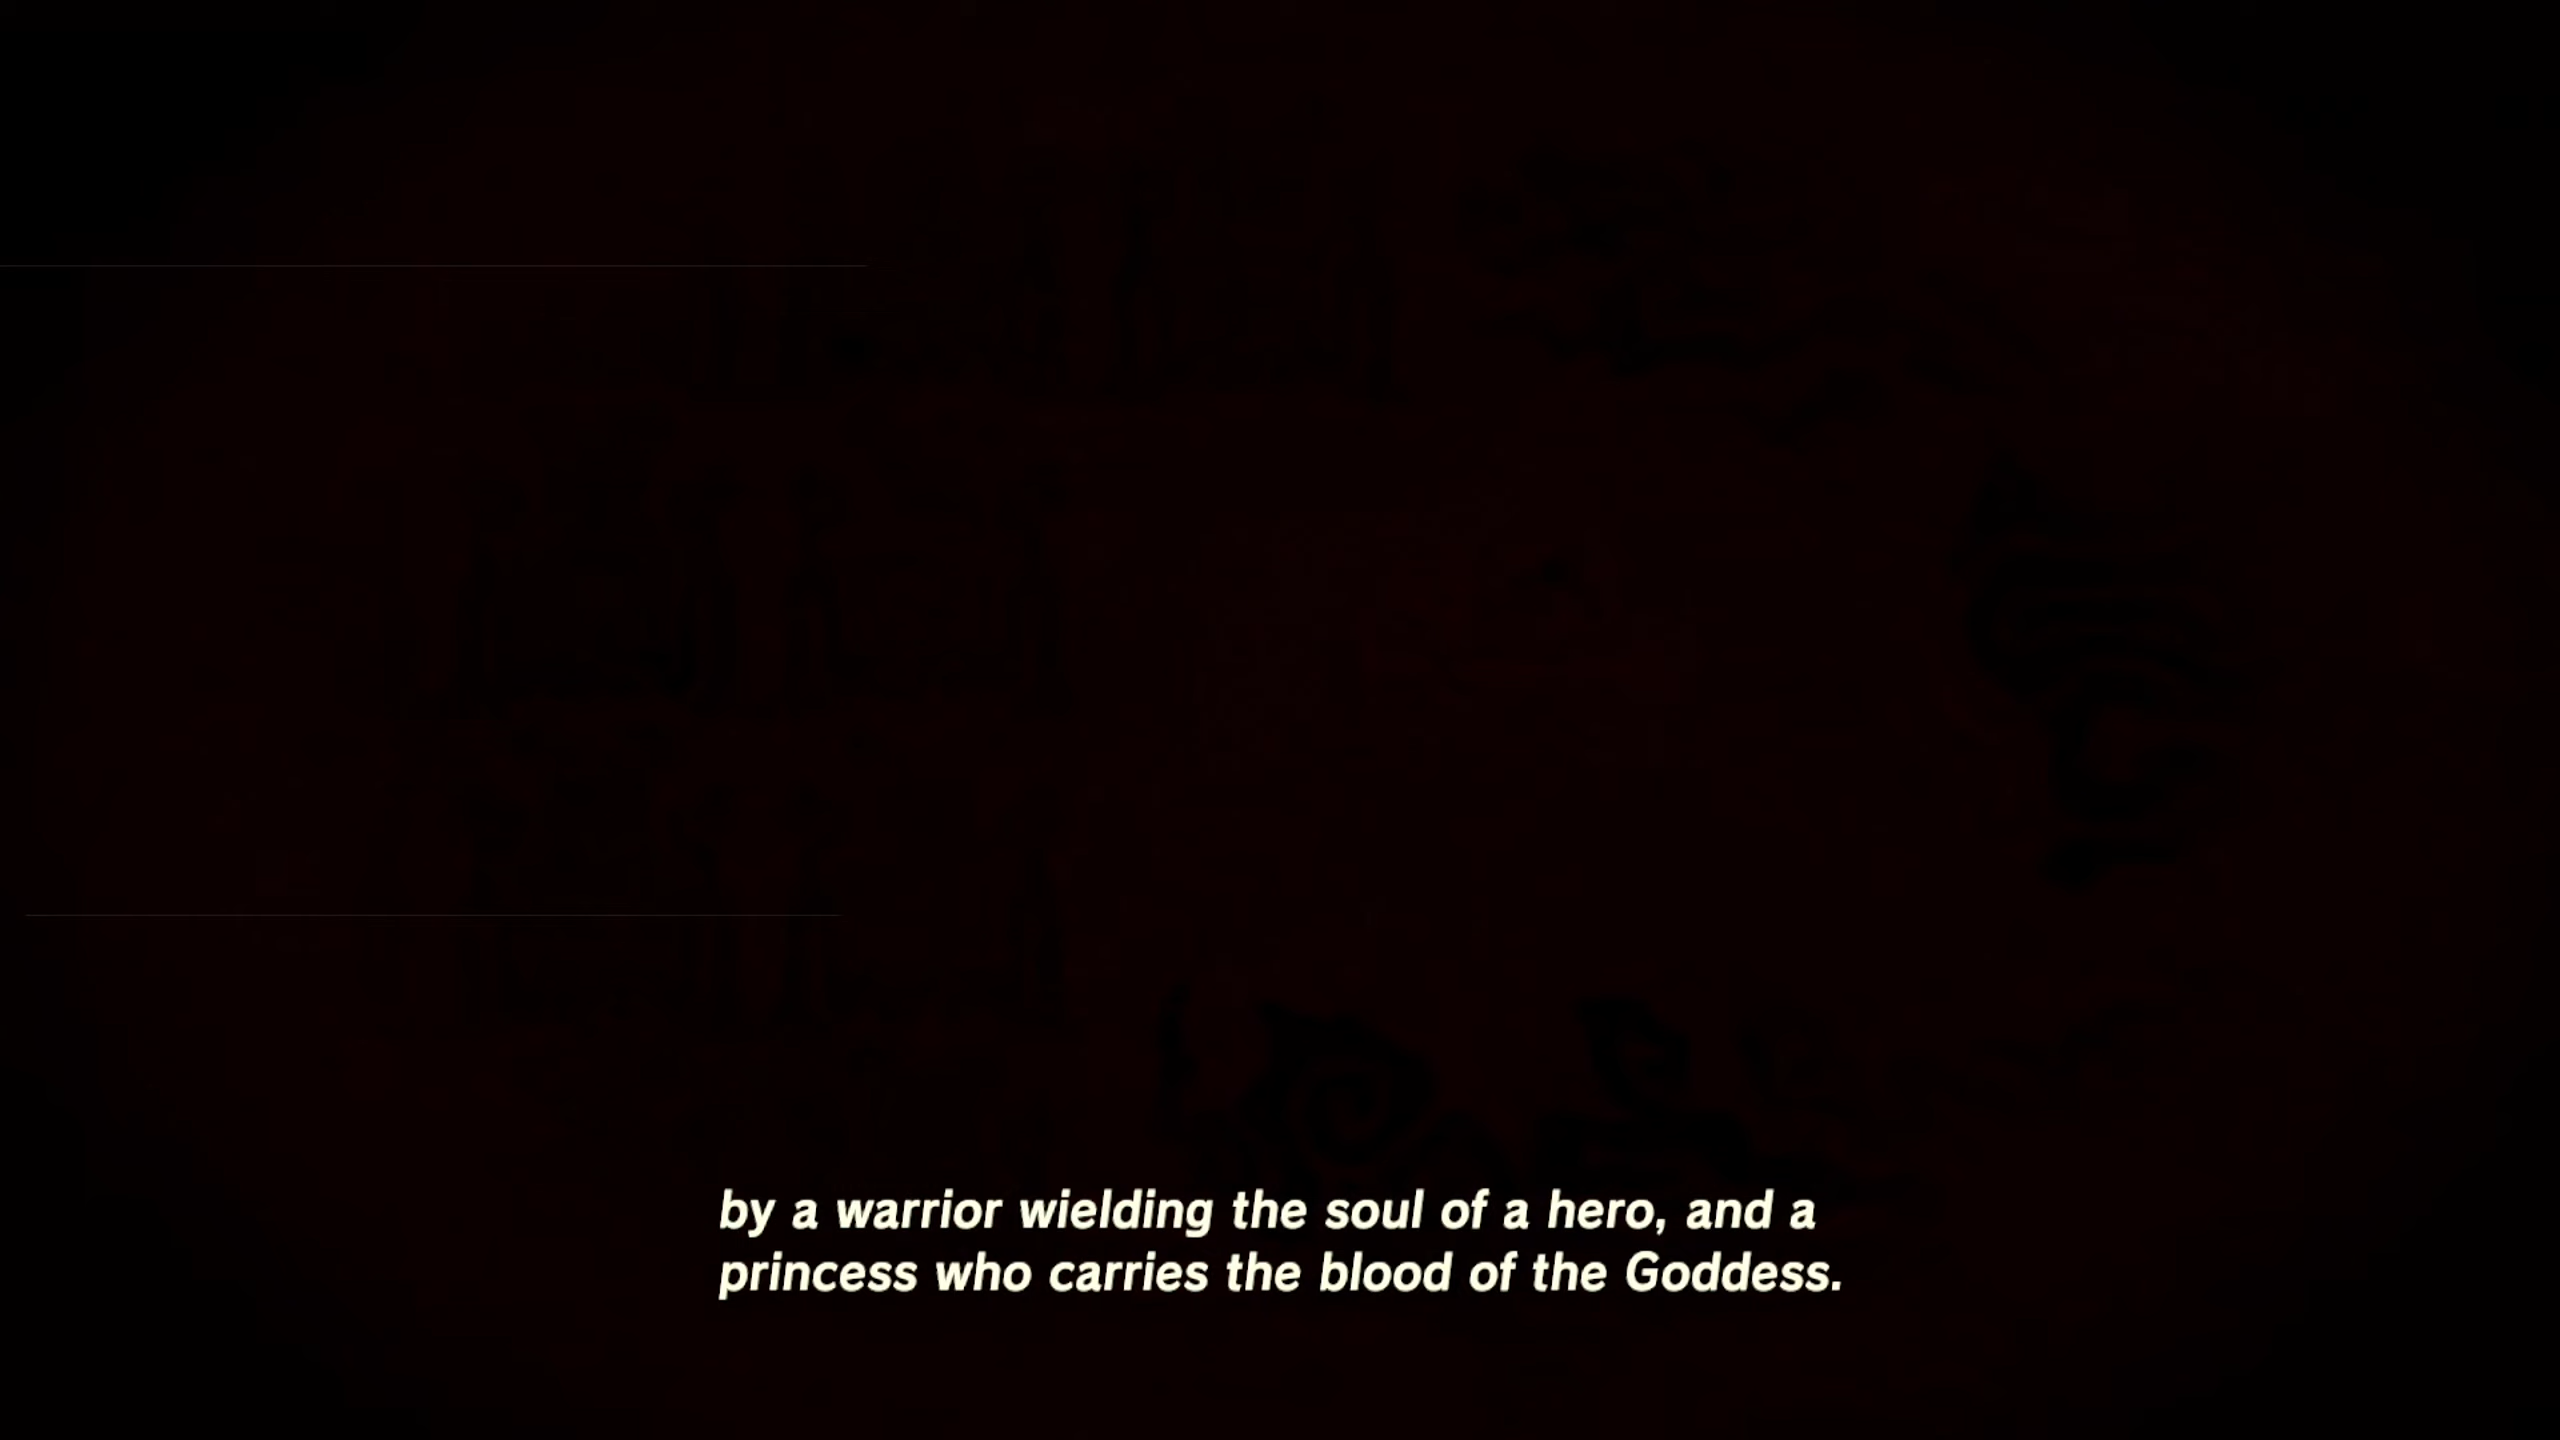 by a warrior wielding the soul of a hero, and a
princess who carries the blood of the Goddess.